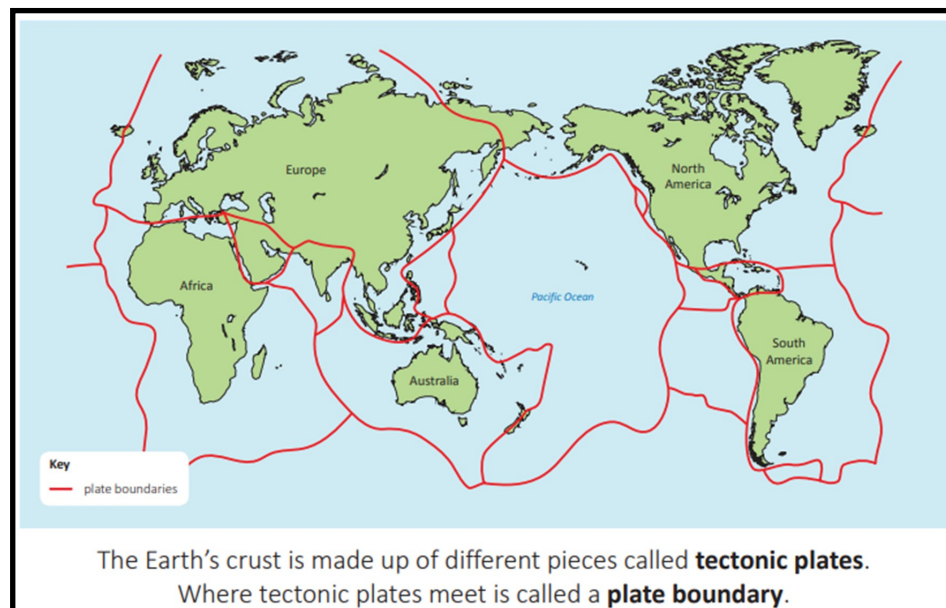 Europe
North
America
Africa
Pacific Ocean
South
America
Australia
Key
plate boundaries
The Earth's crust is made up of different pieces called tectonic plates.
Where tectonic plates meet is called a plate boundary.